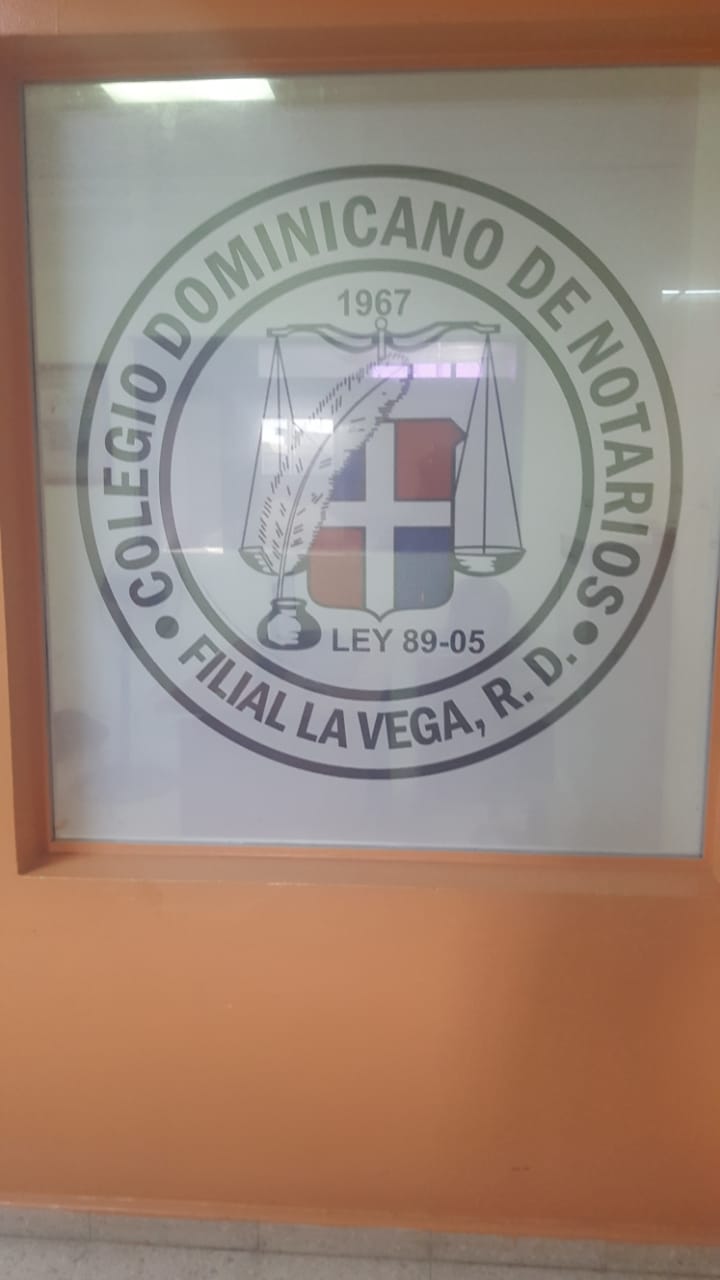 COLEGIO DOMINICANO DE NOTARIOS
1967
LEY 89-05
• FILIAL LA VEGA, R. D. •